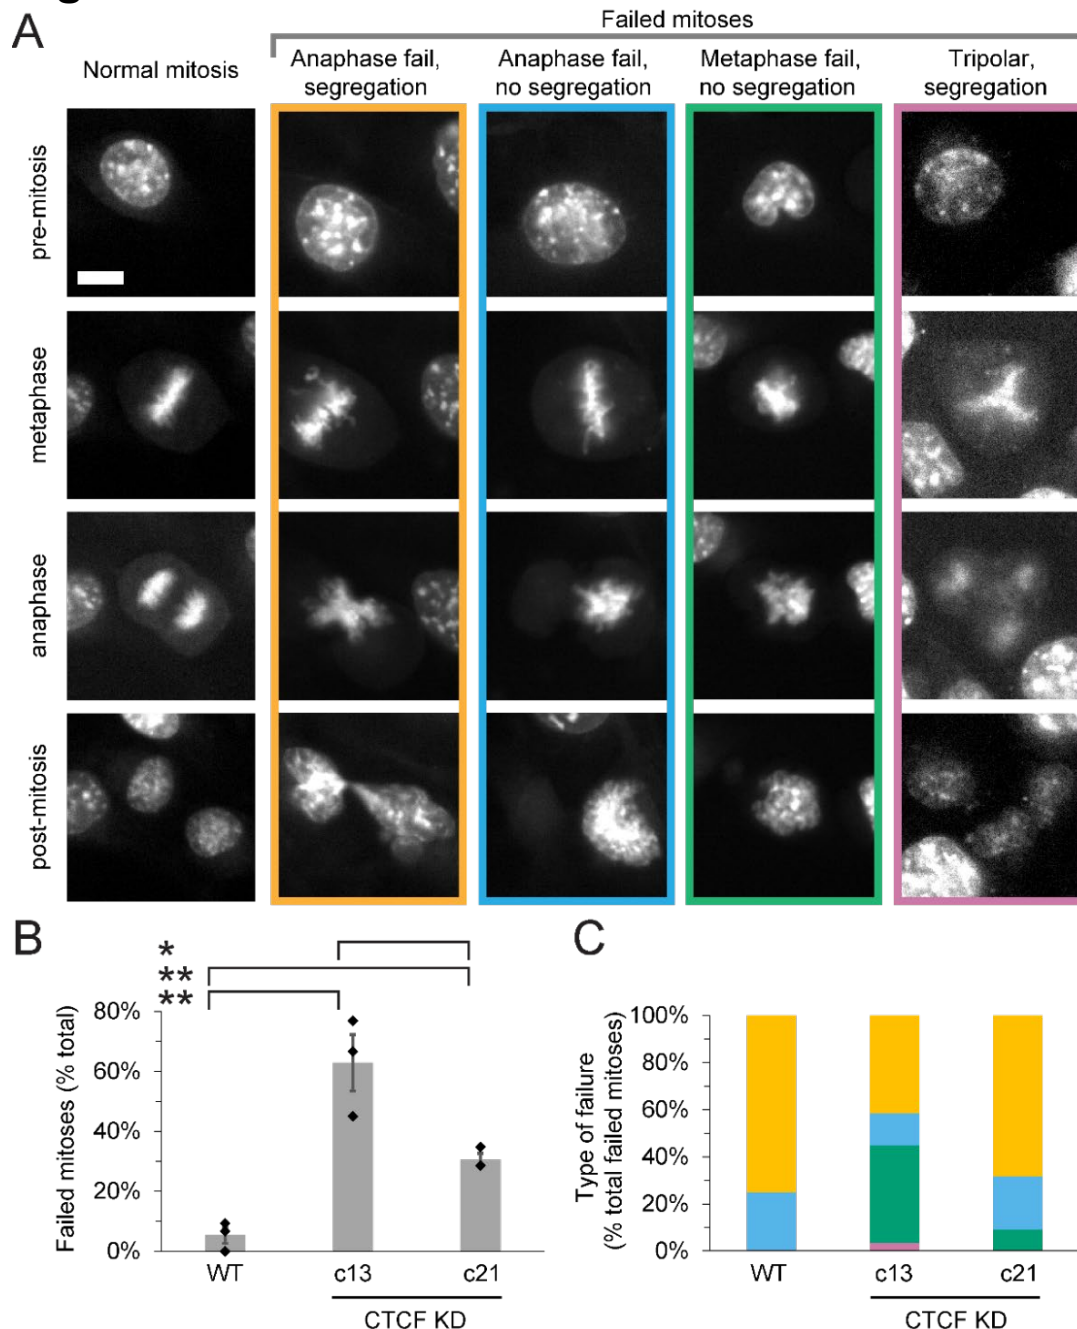 A
Failed mitoses
Normal mitosis
Anaphase fail,
segregation
Anaphase fail,
no segregation
Metaphase fail,
no segregation
Tripolar,
segregation
pre-mitosis
metaphase
anaphase
post-mitosis
B
*
**
**
Failed mitoses (% total)
80%
60%
40%
20%
0%
WT
c13
c21
CTCF KD
C
Type of failure
(% total failed mitoses)
100%
80%
60%
40%
20%
0%
WT
c13
c21
CTCF KD